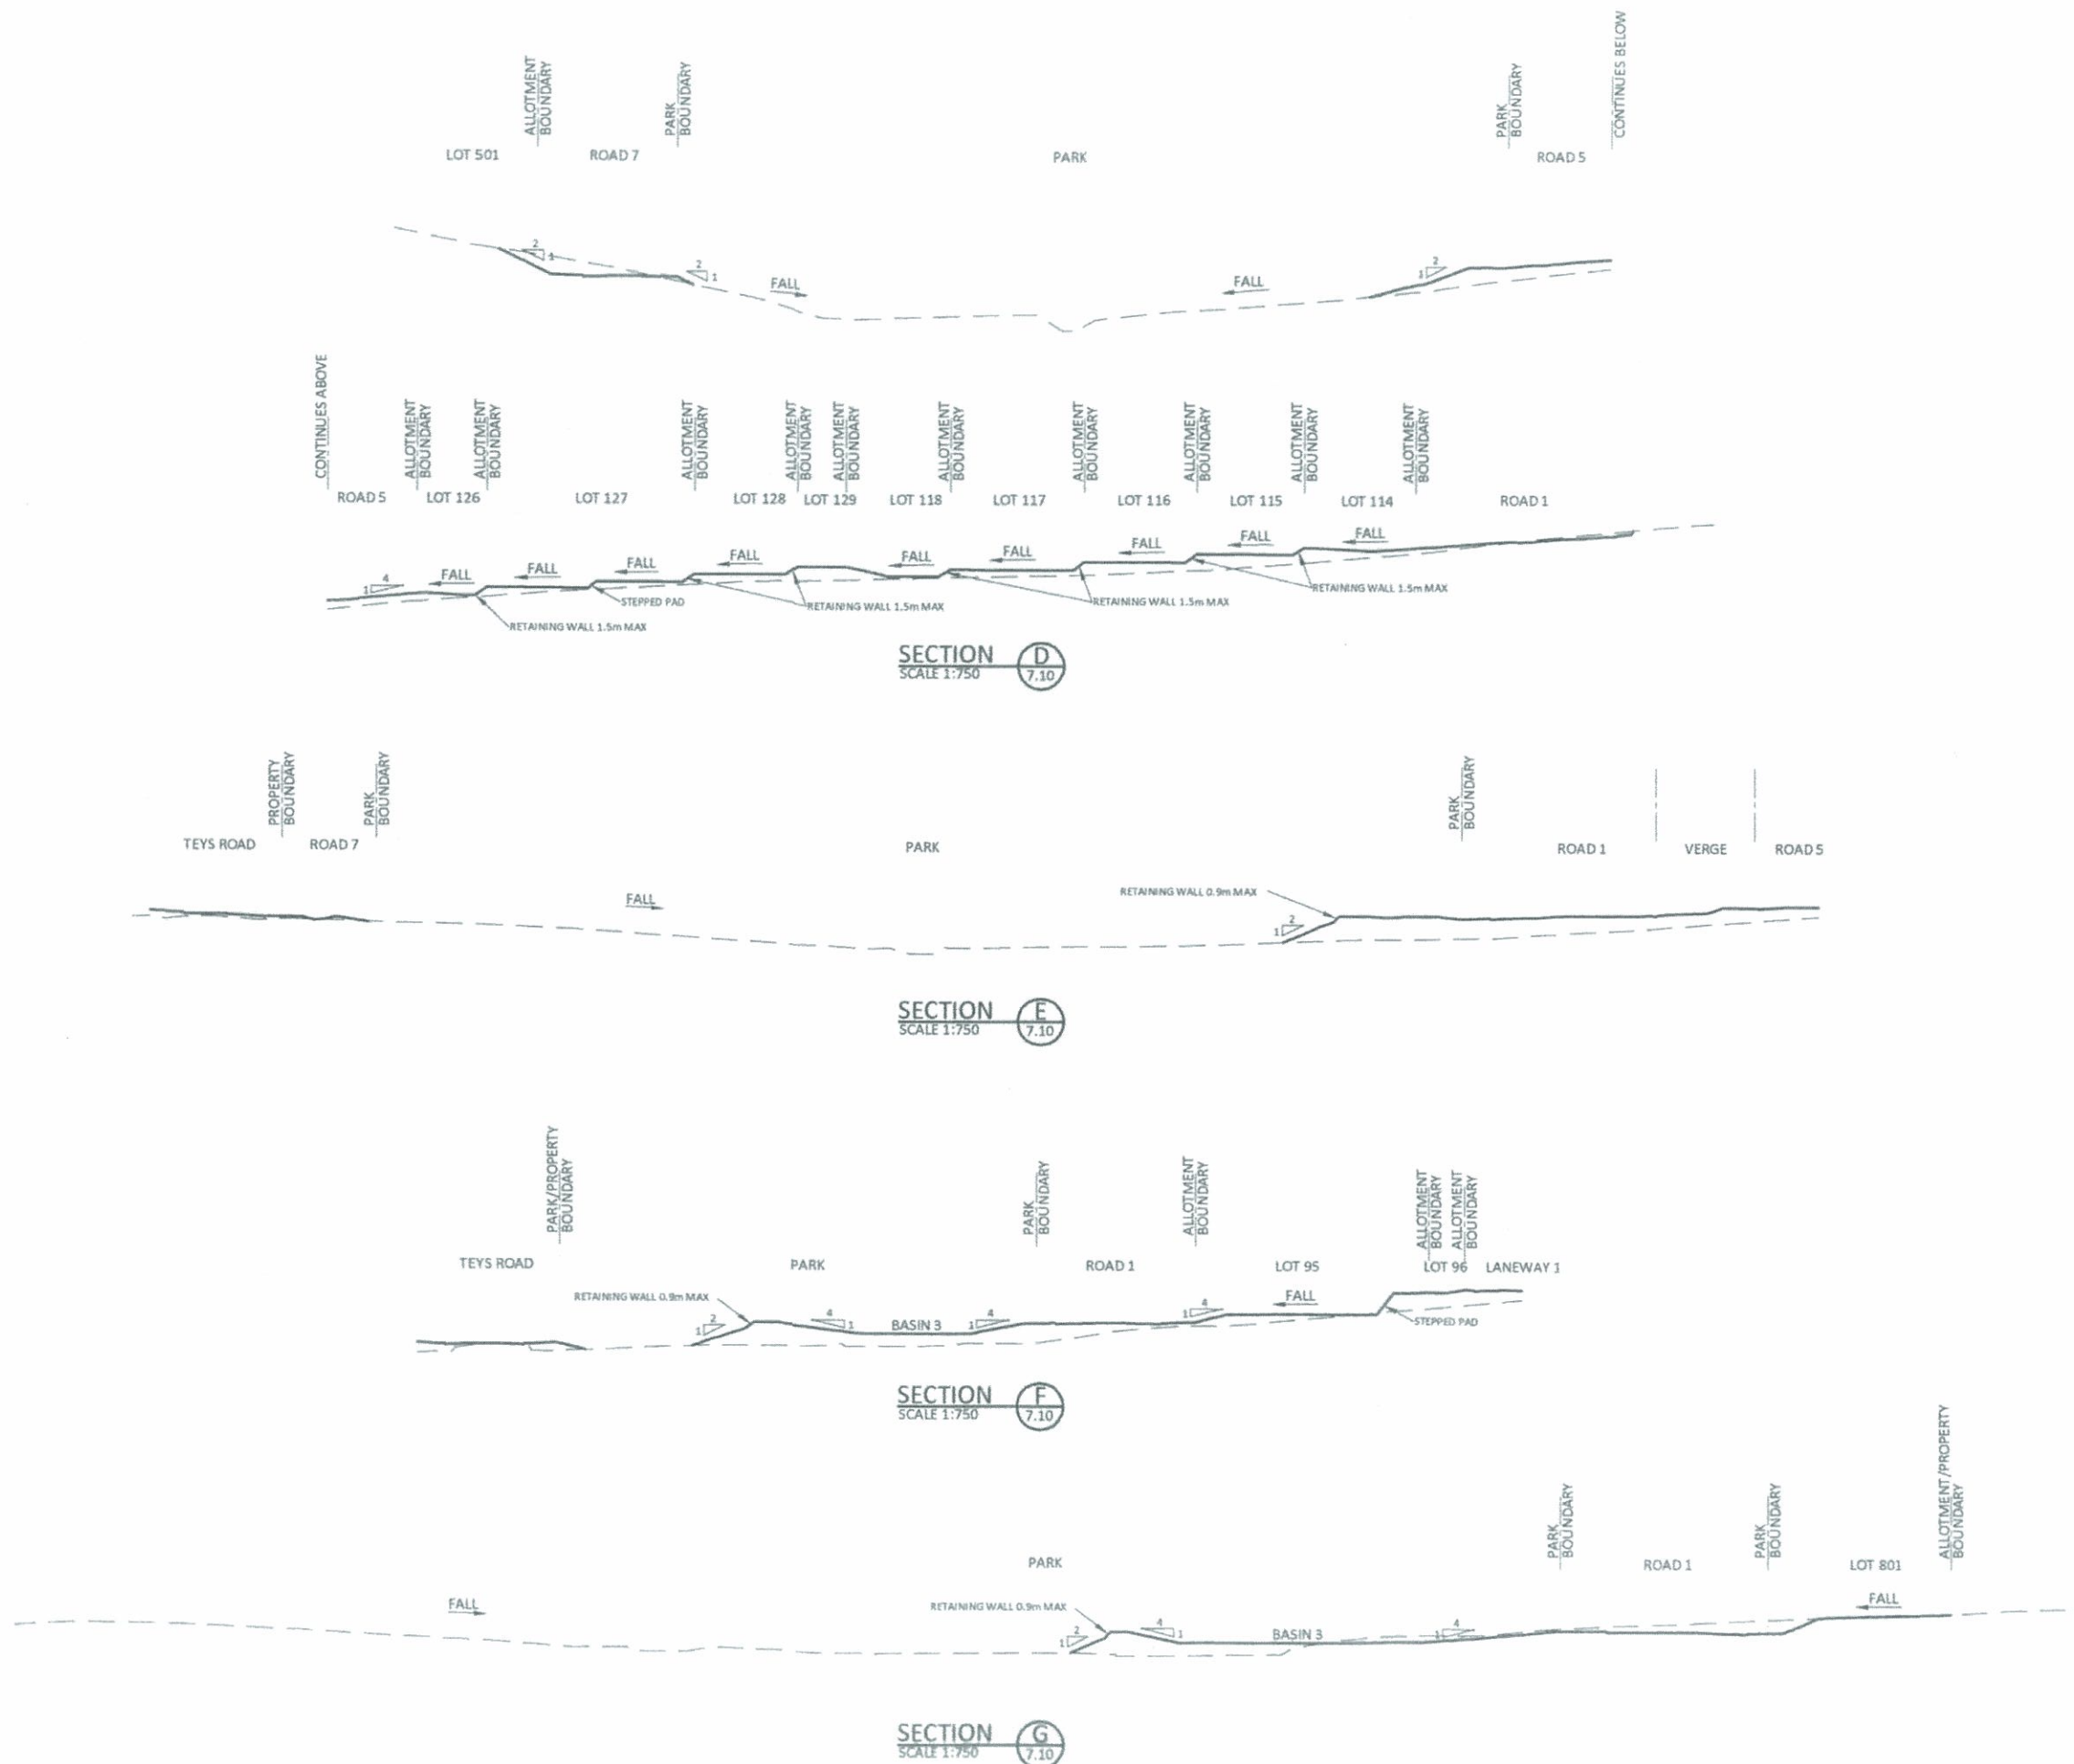 ALLOTMENT
BOUNDARY
PARK
BOUNDARY
PARK
BOUNDARY
CONTINUES BELOW
LOT 501
ROAD 7
PARK
ROAD 5
2
1
2
1
FALL
FALL
2
1
CONTINUES ABOVE
ALLOTMENT
BOUNDARY
ALLOTMENT
BOUNDARY
ALLOTMENT
BOUNDARY
ALLOTMENT
BOUNDARY
ALLOTMENT
BOUNDARY
ALLOTMENT
BOUNDARY
ALLOTMENT
BOUNDARY
ALLOTMENT
BOUNDARY
ALLOTMENT
BOUNDARY
ALLOTMENT
BOUNDARY
ROAD 5
LOT 126
LOT 127
LOT 128
LOT 129
LOT 118
LOT 117
LOT 116
LOT 115
LOT 114
ROAD 1
4
1
FALL
FALL
FALL
FALL
FALL
FALL
FALL
FALL
FALL
STEPPED PAD
RETAINING WALL 1.5m MAX
RETAINING WALL 1.5m MAX
RETAINING WALL 1.5m MAX
RETAINING WALL 1.5m MAX
SECTION D
SCALE 1:750 7.10
PROPERTY
BOUNDARY
PARK
BOUNDARY
PARK
BOUNDARY
TEYS ROAD
ROAD 7
PARK
ROAD 1
VERGE
ROAD 5
FALL
RETAINING WALL 0.9m MAX
2
1
SECTION E
SCALE 1:750 7.10
PARK/PROPERTY
BOUNDARY
PARK
BOUNDARY
ALLOTMENT
BOUNDARY
ALLOTMENT
BOUNDARY
ALLOTMENT
BOUNDARY
TEYS ROAD
PARK
ROAD 1
LOT 95
LOT 96
LANEWAY 1
RETAINING WALL 0.9m MAX
2
1
4
1
BASIN 3
4
1
4
1
FALL
STEPPED PAD
SECTION F
SCALE 1:750 7.10
PARK
BOUNDARY
PARK
BOUNDARY
ALLOTMENT/PROPERTY
BOUNDARY
PARK
ROAD 1
LOT 801
FALL
RETAINING WALL 0.9m MAX
2
1
4
1
BASIN 3
4
1
FALL
SECTION G
SCALE 1:750 7.10